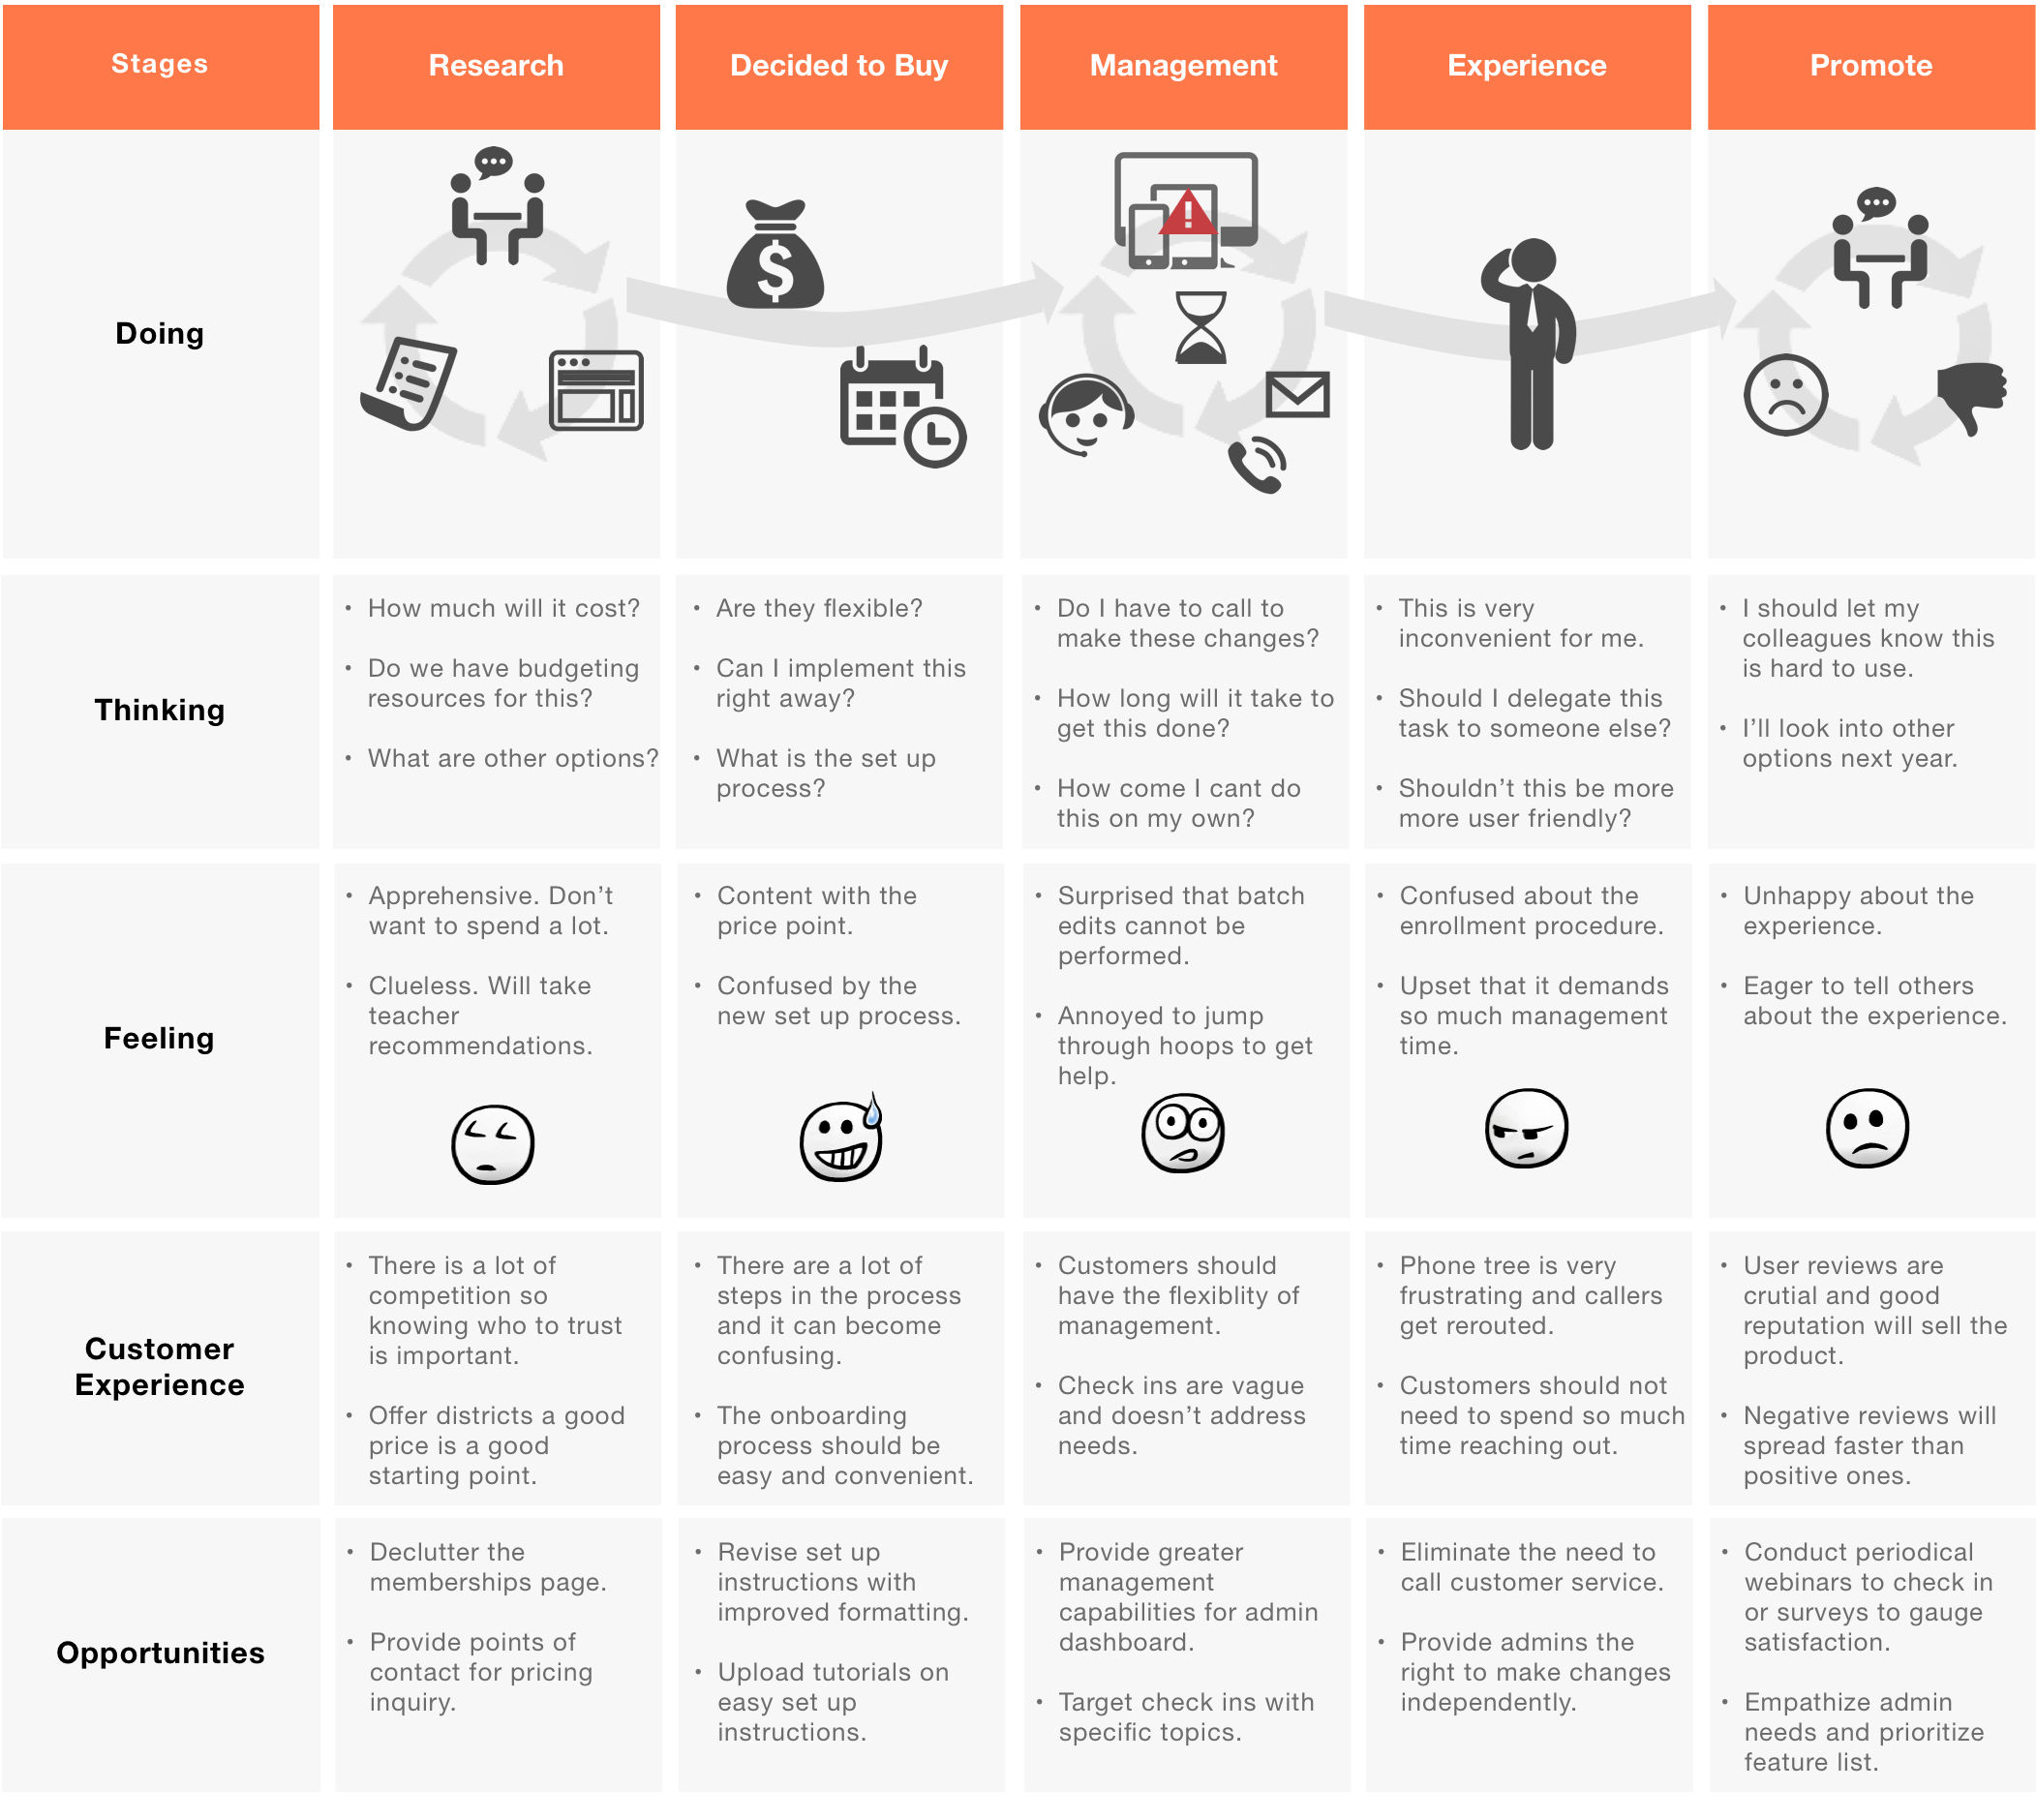 Stages
Research
Decided to Buy
Management
Experience
Promote
Doing
$
!
Thinking
• How much will it cost?
• Do we have budgeting
resources for this?
• What are other options?
• Are they flexible?
• Can I implement this
right away?
• What is the set up
process?
• Do I have to call to
make these changes?
• How long will it take to
get this done?
• How come I cant do
this on my own?
• This is very
inconvenient for me.
• Should I delegate this
task to someone else?
• Shouldn’t this be more
more user friendly?
• I should let my
colleagues know this
is hard to use.
• I’ll look into other
options next year.
Feeling
• Apprehensive. Don’t
want to spend a lot.
• Clueless. Will take
teacher
recommendations.
• Content with the
price point.
• Confused by the
new set up process.
• Surprised that batch
edits cannot be
performed.
• Annoyed to jump
through hoops to get
help.
• Confused about the
enrollment procedure.
• Upset that it demands
so much management
time.
• Unhappy about the
experience.
• Eager to tell others
about the experience.
Customer
Experience
• There is a lot of
competition so
knowing who to trust
is important.
• Offer districts a good
price is a good
starting point.
• There are a lot of
steps in the process
and it can become
confusing.
• The onboarding
process should be
easy and convenient.
• Customers should
have the flexiblity of
management.
• Check ins are vague
and doesn’t address
needs.
• Phone tree is very
frustrating and callers
get rerouted.
• Customers should not
need to spend so much
time reaching out.
• User reviews are
crutial and good
reputation will sell the
product.
• Negative reviews will
spread faster than
positive ones.
Opportunities
• Declutter the
memberships page.
• Provide points of
contact for pricing
inquiry.
• Revise set up
instructions with
improved formatting.
• Upload tutorials on
easy set up
instructions.
• Provide greater
management
capabilities for admin
dashboard.
• Target check ins with
specific topics.
• Eliminate the need to
call customer service.
• Provide admins the
right to make changes
independently.
• Conduct periodical
webinars to check in
or surveys to gauge
satisfaction.
• Empathize admin
needs and prioritize
feature list.